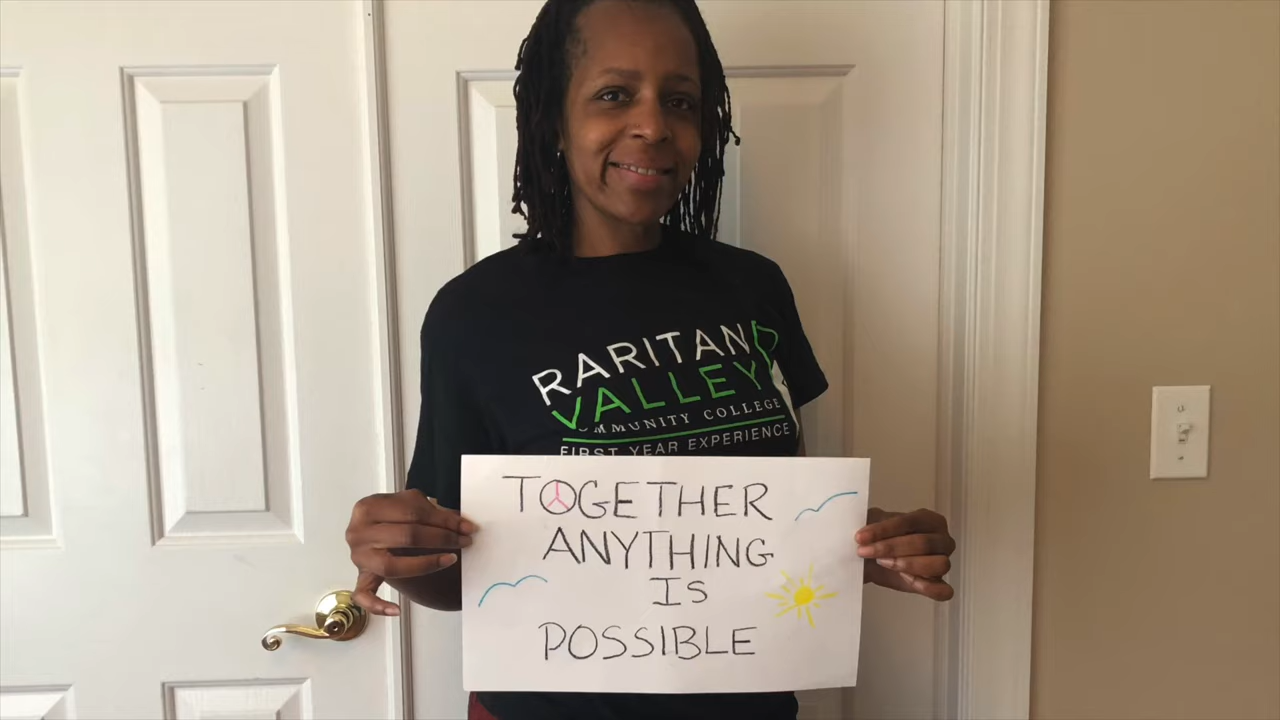 RARITAN
VALLEY
COMMUNITY COLLEGE
FIRST YEAR EXPERIENCE
TOGETHER
ANYTHING
IS
POSSIBLE